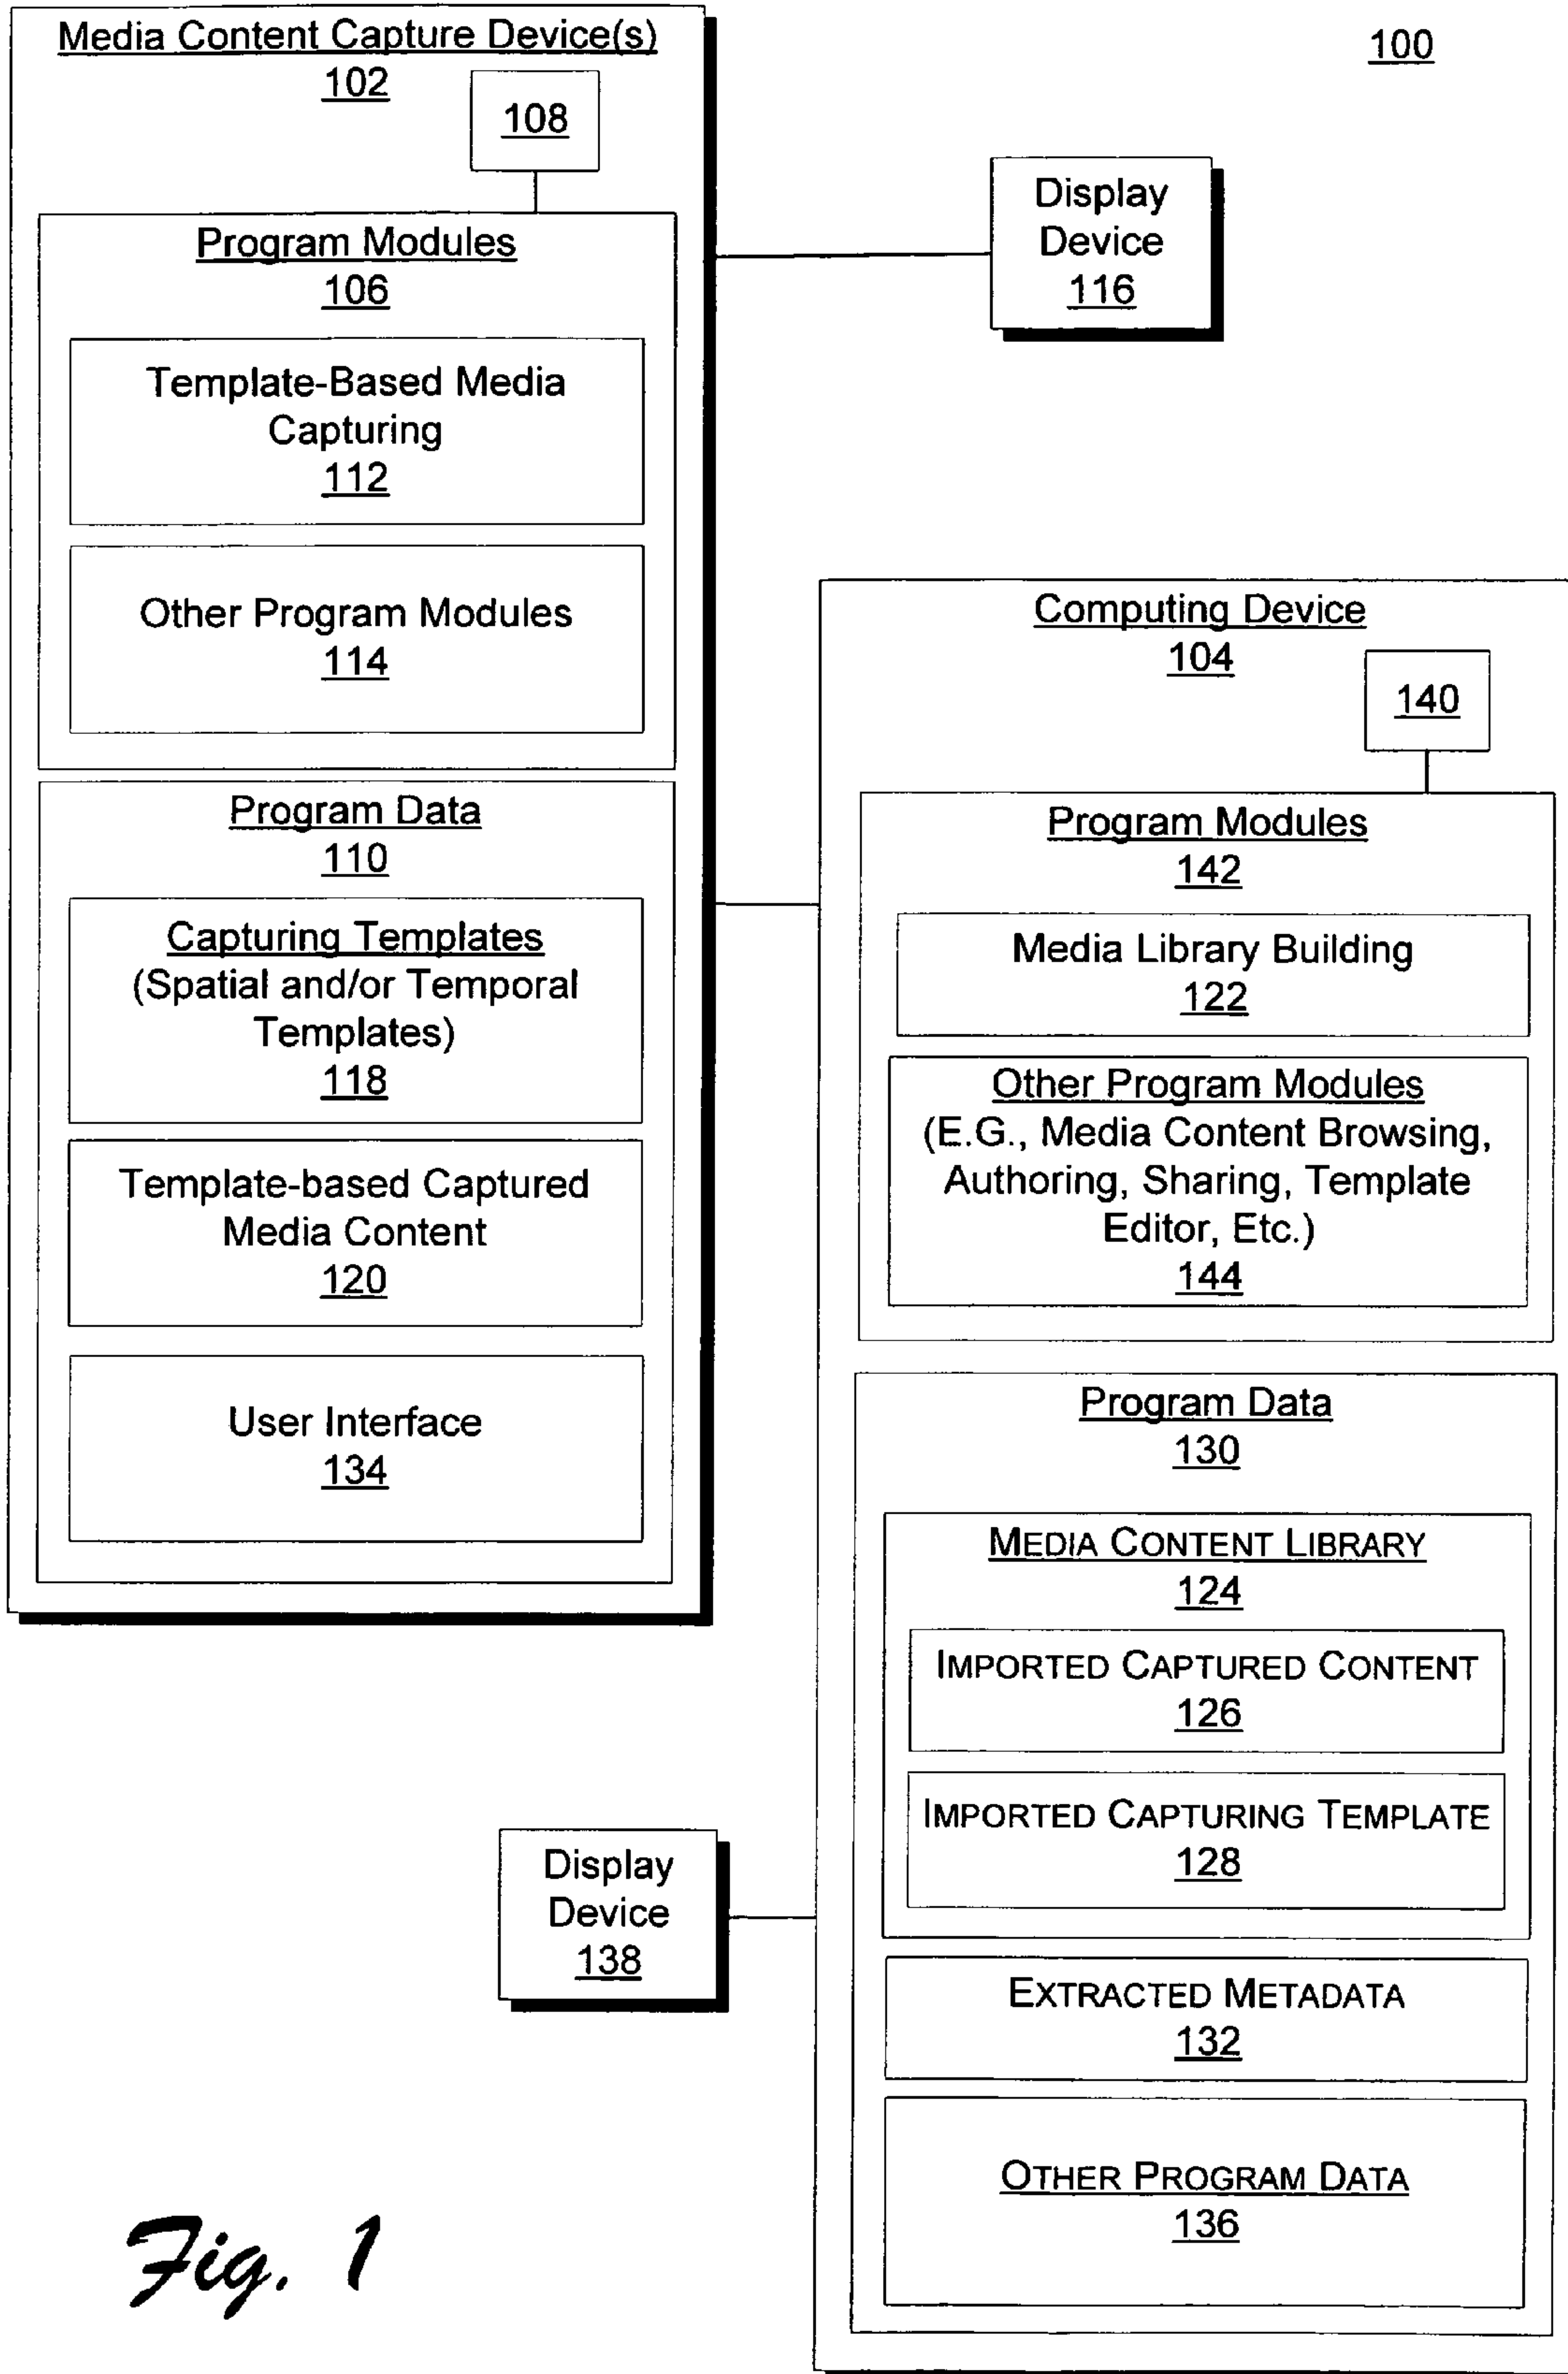 Media Content Capture Device(s)
102
108
Program Modules
106
Template-Based Media
Capturing
112
Other Program Modules
114
Program Data
110
Capturing Templates
(Spatial and/or Temporal
Templates)
118
Template-based Captured
Media Content
120
User Interface
134
100
Display
Device
116
Computing Device
104
140
Program Modules
142
Media Library Building
122
Other Program Modules
(E.G., Media Content Browsing,
Authoring, Sharing, Template
Editor, Etc.)
144
Program Data
130
MEDIA CONTENT LIBRARY
124
IMPORTED CAPTURED CONTENT
126
IMPORTED CAPTURING TEMPLATE
128
EXTRACTED METADATA
132
OTHER PROGRAM DATA
136
Display
Device
138
Fig. 1